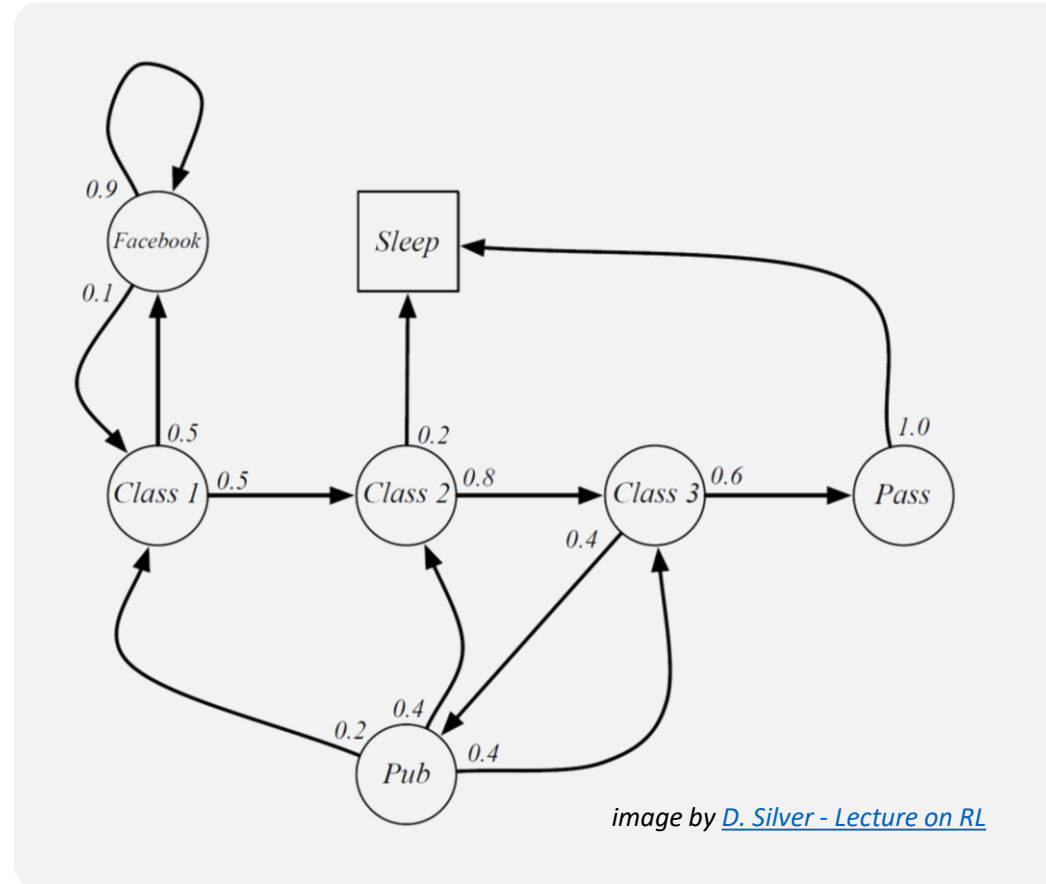 0.9
Facebook
Sleep
0.1
0.5
0.2
1.0
Class 1
0.5
Class 2
0.8
Class 3
0.6
Pass
0.4
0.4
0.2
0.4
Pub
image by D. Silver - Lecture on RL